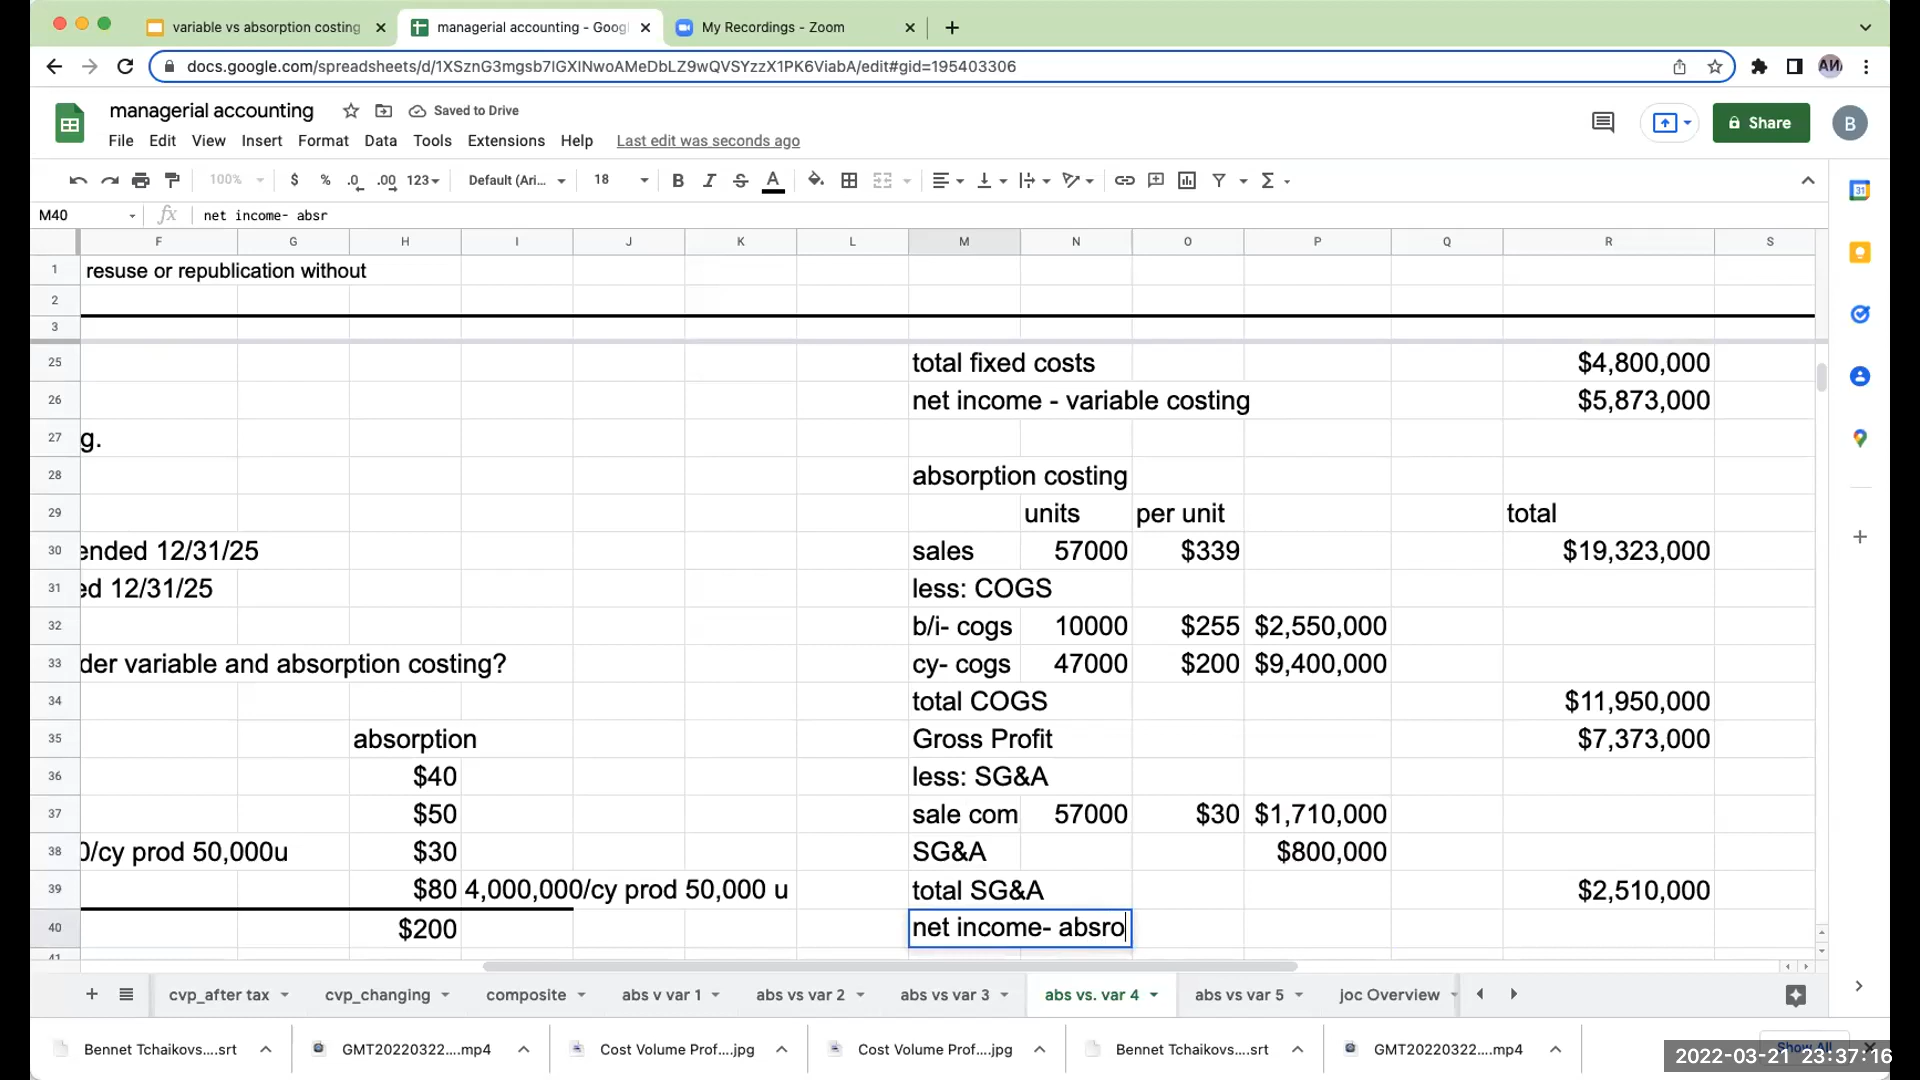 variable vs absorption costing
managerial accounting - Goog
My Recordings - Zoom
docs.google.com/spreadsheets/d/1XSznG3mgsb7lGXlNwoAMeDbLZ9wQVSYzzX1PK6ViabA/edit#gid=195403306
managerial accounting
Saved to Drive
File Edit View Insert Format Data Tools Extensions Help Last edit was seconds ago
Share
B
100% $ % .0 .00 123 Default (Ari... 18 B I S A
M40 fx net income- absr
F G H I J K L M N O P Q R S
1 resuse or republication without
2
3
25 total fixed costs $4,800,000
26 net income - variable costing $5,873,000
27 g.
28 absorption costing
29 units per unit total
30 ended 12/31/25 sales 57000 $339 $19,323,000
31 ed 12/31/25 less: COGS
32 b/i- cogs 10000 $255 $2,550,000
33 der variable and absorption costing? cy- cogs 47000 $200 $9,400,000
34 total COGS $11,950,000
35 absorption Gross Profit $7,373,000
36 $40 less: SG&A
37 $50 sale com 57000 $30 $1,710,000
38 0/cy prod 50,000u $30 SG&A $800,000
39 $80 4,000,000/cy prod 50,000 u total SG&A $2,510,000
40 $200 net income- absro
41
cvp_after tax cvp_changing composite abs v var 1 abs vs var 2 abs vs var 3 abs vs. var 4 abs vs var 5 joc Overview
Bennet Tchaikovs....srt GMT20220322....mp4 Cost Volume Prof....jpg Cost Volume Prof....jpg Bennet Tchaikovs....srt GMT20220322....mp4 Show All
2022-03-21 23:37:16